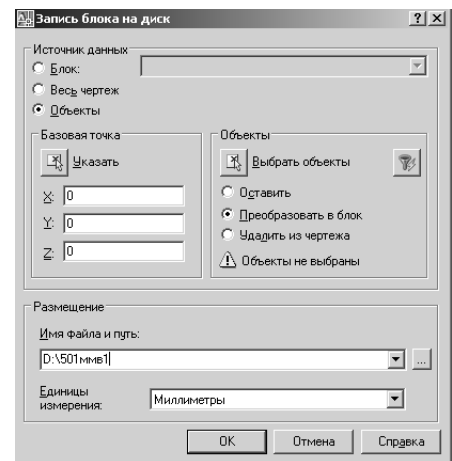 Запись блока на диск
Источник данных
Блок:
Весь чертеж
Объекты
Базовая точка
Указать
X: 0
Y: 0
Z: 0
Объекты
Выбрать объекты
Оставить
Преобразовать в блок
Удалить из чертежа
Объекты не выбраны
Размещение
Имя файла и путь:
D:\501ммв1
...
Единицы
измерения:
Миллиметры
OK Отмена Справка